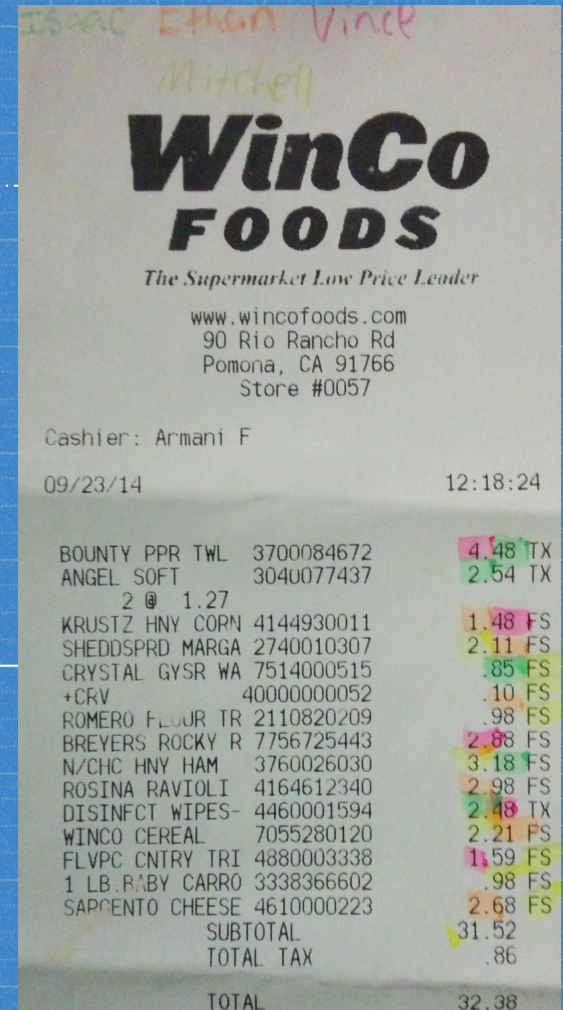 Isaac Ethan Vince
Mitchell
WinCo
FOODS
The Supermarket Low Price Leader
www.wincofoods.com
90 Rio Rancho Rd
Pomona, CA 91766
Store #0057
Cashier: Armani F
09/23/14 12:18:24
BOUNTY PPR TWL 3700084672 4.48 TX
ANGEL SOFT 3040077437 2.54 TX
2 @ 1.27
KRUSTZ HNY CORN 4144930011 1.48 FS
SHEDDSPRD MARGA 2740010307 2.11 FS
CRYSTAL GYSR WA 7514000515 .85 FS
+CRV 40000000052 .10 FS
ROMERO FLOUR TR 2110820209 .98 FS
BREYERS ROCKY R 7756725443 2.88 FS
N/CHC HNY HAM 3760026030 3.18 FS
ROSINA RAVIOLI 4164612340 2.98 FS
DISINFCT WIPES- 4460001594 2.48 TX
WINCO CEREAL 7055280120 2.21 FS
FLVPC CNTRY TRI 4880003338 1.59 FS
1 LB.BABY CARRO 3338366602 .98 FS
SARGENTO CHEESE 4610000223 2.68 FS
SUBTOTAL 31.52
TOTAL TAX .86
TOTAL 32.38